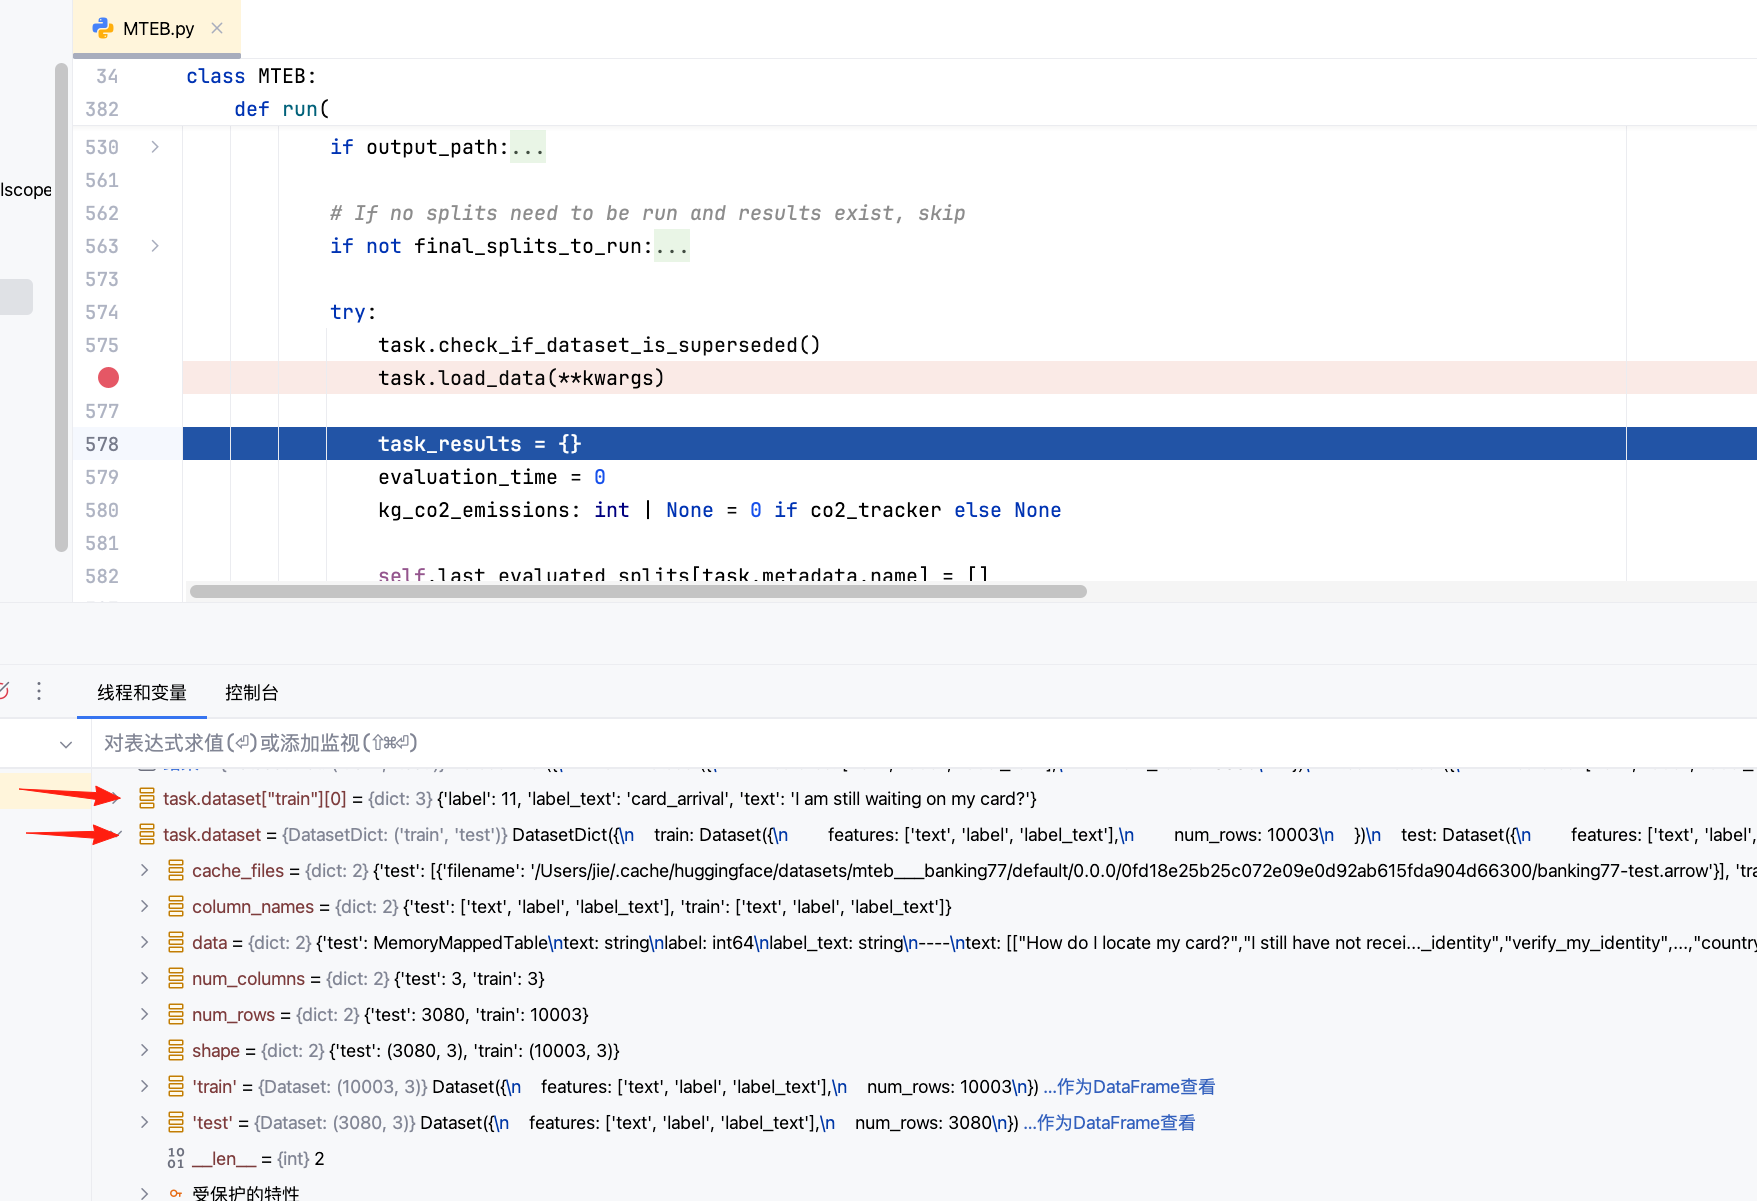 MTEB.py
34 class MTEB:
382 def run(
530 if output_path:...
561
lscope
562 # If no splits need to be run and results exist, skip
563 if not final_splits_to_run:...
573
574 try:
575 task.check_if_dataset_is_superseded()
task.load_data(**kwargs)
577
578 task_results = {}
579 evaluation_time = 0
580 kg_co2_emissions: int | None = 0 if co2_tracker else None
581
582 self.last_evaluated_splits[task.metadata.name] = []
线程和变量 控制台
对表达式求值(⏎)或添加监视(⇧⌘⏎)
task.dataset["train"][0] = {dict: 3} {'label': 11, 'label_text': 'card_arrival', 'text': 'I am still waiting on my card?'}
task.dataset = {DatasetDict: ('train', 'test')} DatasetDict({\n train: Dataset({\n features: ['text', 'label', 'label_text'],\n num_rows: 10003\n })\n test: Dataset({\n features: ['text', 'label',
cache_files = {dict: 2} {'test': [{'filename': '/Users/jie/.cache/huggingface/datasets/mteb___banking77/default/0.0.0/0fd18e25b25c072e09e0d92ab615fda904d66300/banking77-test.arrow'}], 'tra
column_names = {dict: 2} {'test': ['text', 'label', 'label_text'], 'train': ['text', 'label', 'label_text']}
data = {dict: 2} {'test': MemoryMappedTable\ntext: string\nlabel: int64\nlabel_text: string\n----\ntext: [["How do I locate my card?","I still have not recei..._identity","verify_my_identity",...,"country
num_columns = {dict: 2} {'test': 3, 'train': 3}
num_rows = {dict: 2} {'test': 3080, 'train': 10003}
shape = {dict: 2} {'test': (3080, 3), 'train': (10003, 3)}
'train' = {Dataset: (10003, 3)} Dataset({\n features: ['text', 'label', 'label_text'],\n num_rows: 10003\n}) ...作为DataFrame查看
'test' = {Dataset: (3080, 3)} Dataset({\n features: ['text', 'label', 'label_text'],\n num_rows: 3080\n}) ...作为DataFrame查看
__len__ = {int} 2
受保护的特性